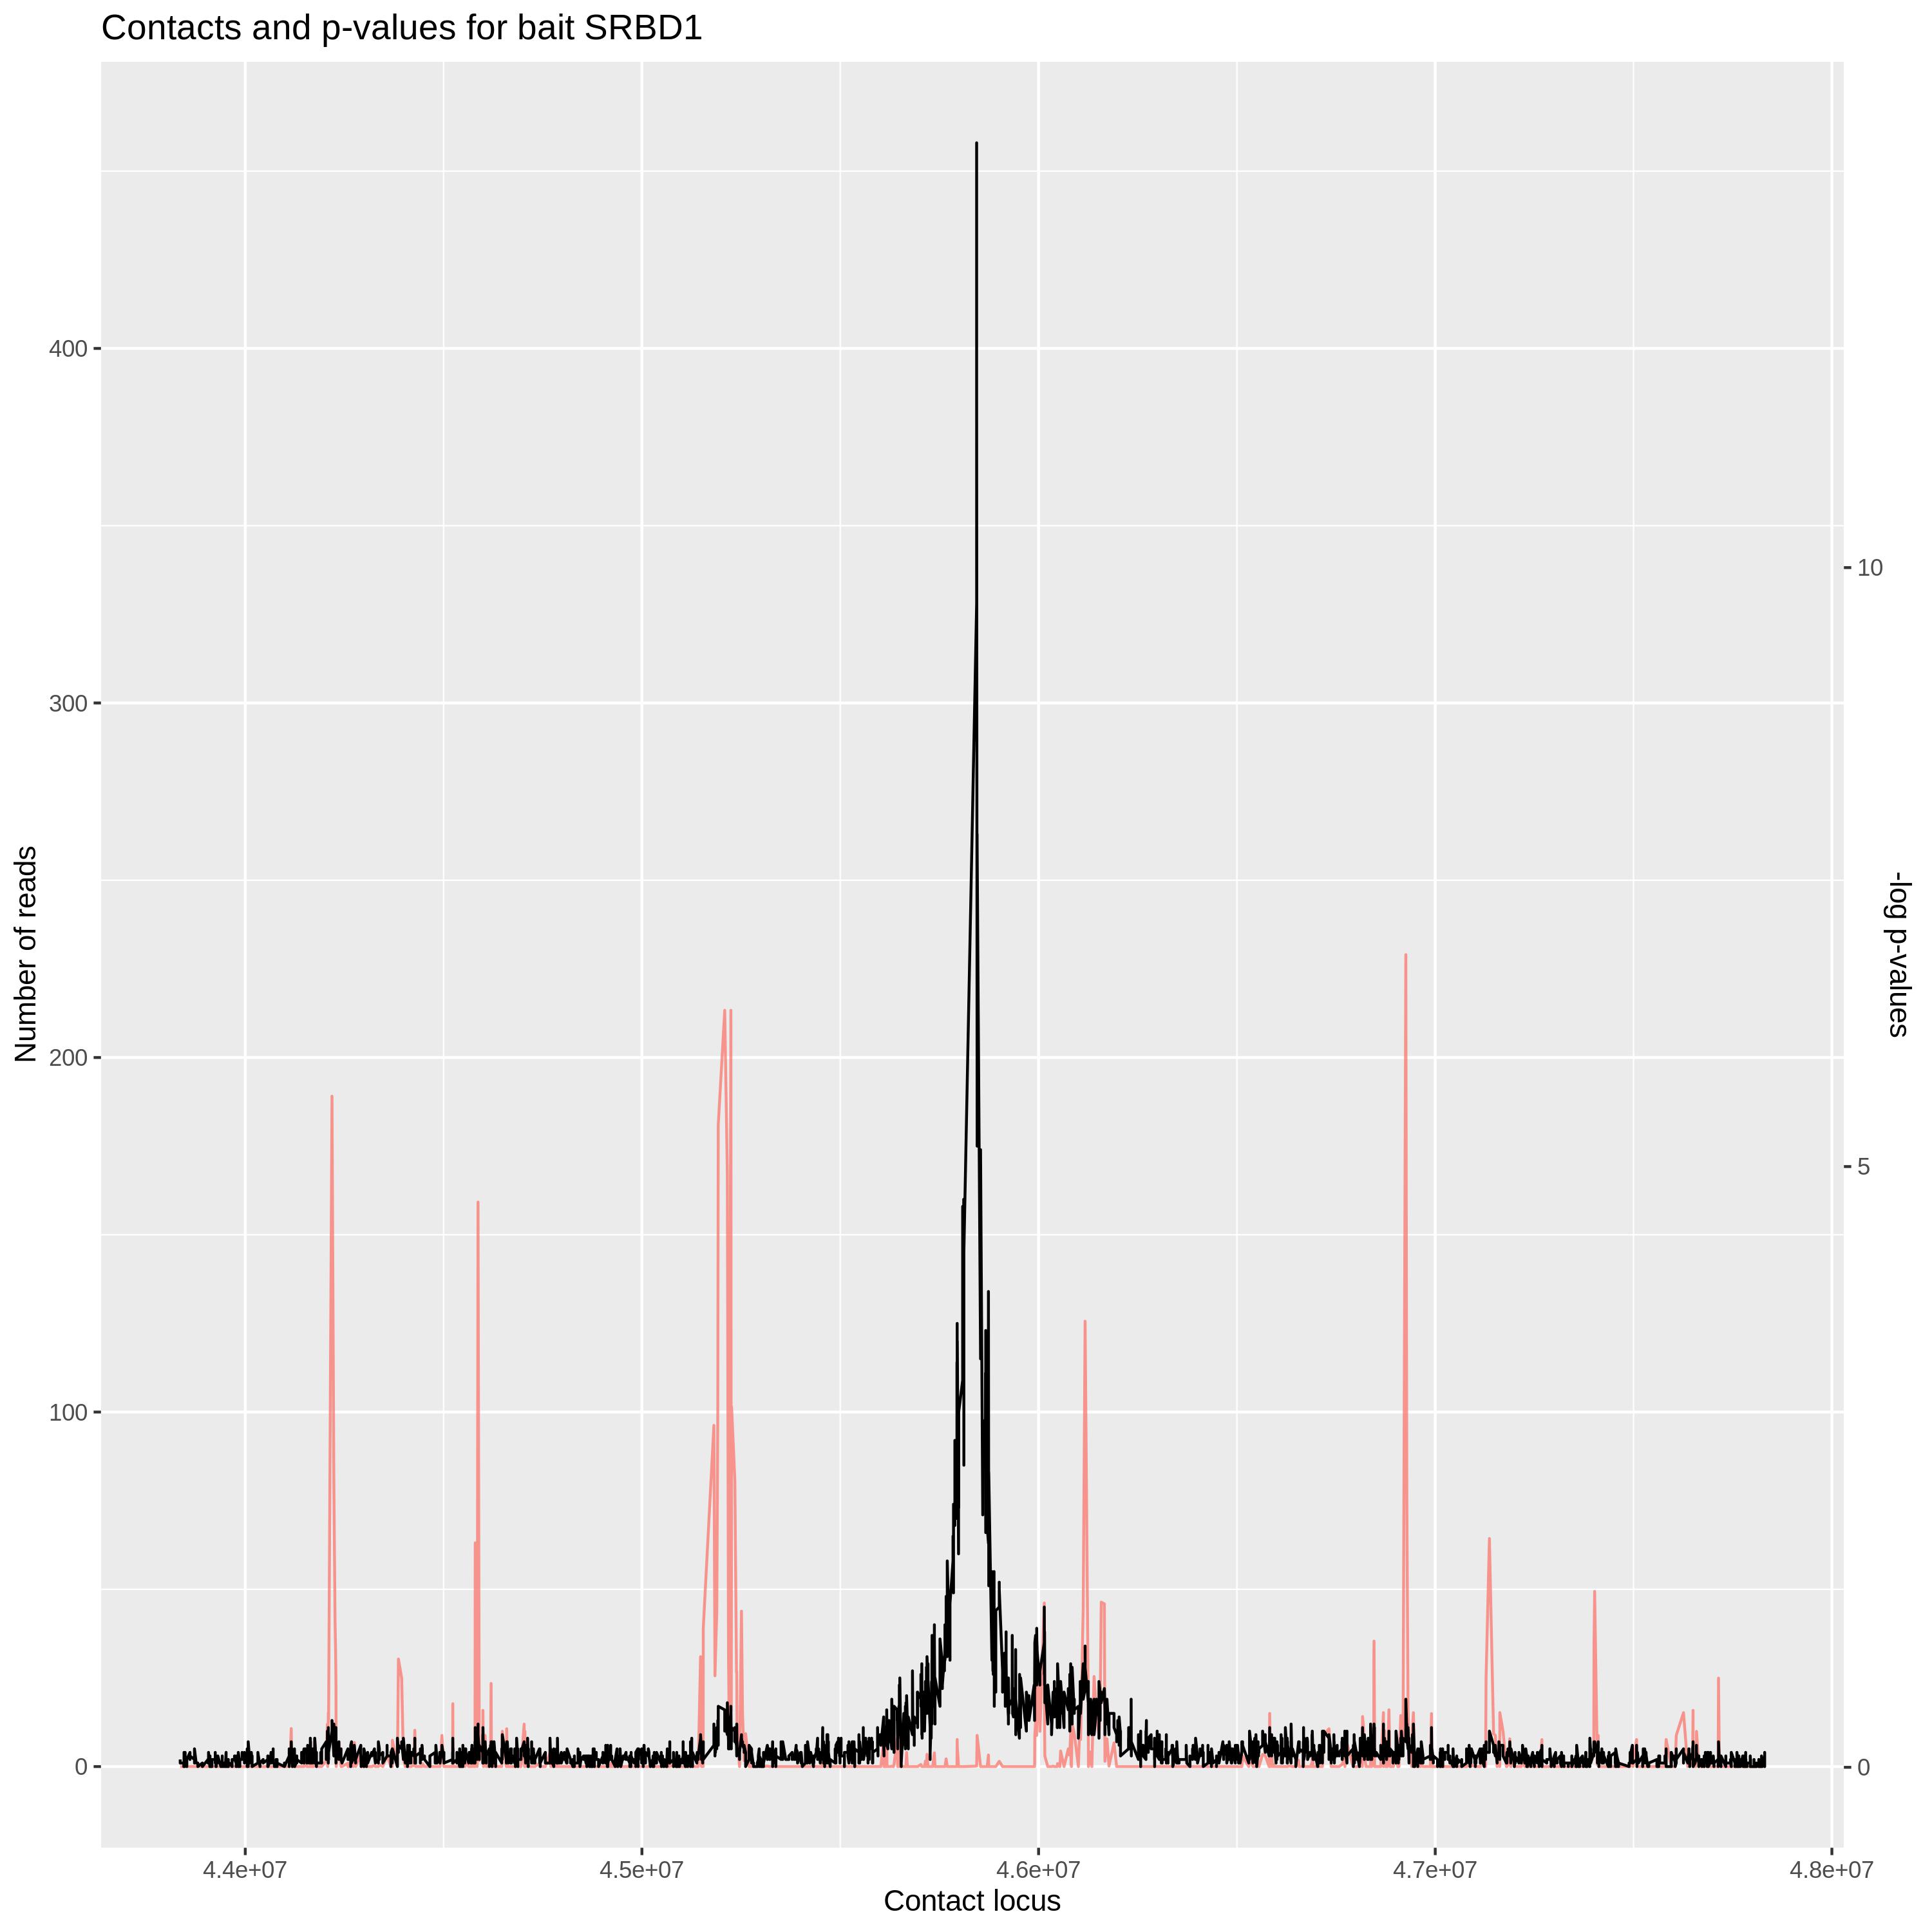 Contacts and p-values for bait SRBD1
400
300
200
100
0
Number of reads
10
5
0
-log p-values
4.4e+07
4.5e+07
4.6e+07
4.7e+07
4.8e+07
Contact locus